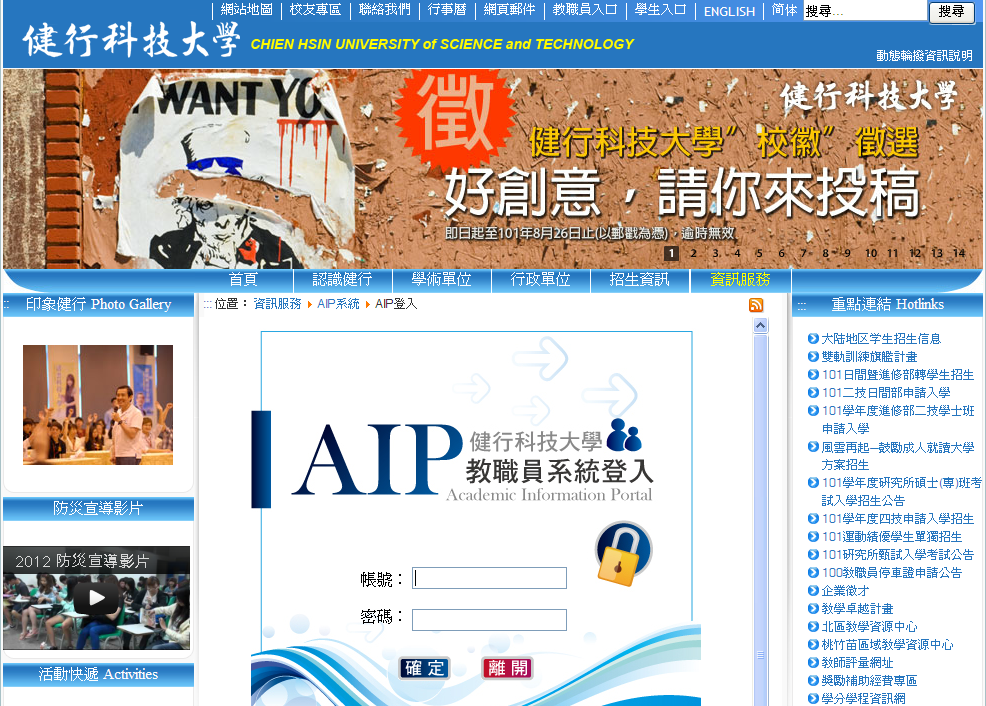 網站地圖 | 校友專區 | 聯絡我們 | 行事曆 | 網頁郵件 | 教職員入口 | 學生入口 | ENGLISH | 简体 搜尋... 搜尋
健行科技大學 CHIEN HSIN UNIVERSITY of SCIENCE and TECHNOLOGY
動態輪撥資訊說明
WANT YO
徵
健行科技大學
健行科技大學”校徽”徵選
好創意，請你來投稿
即日起至101年8月26日止(以郵戳為憑)，逾時無效
1 2 3 4 5 6 7 8 9 10 11 12 13 14
首頁 認識健行 學術單位 行政單位 招生資訊 資訊服務
:: 印象健行 Photo Gallery
防災宣導影片
2012 防災宣導影片
活動快遞 Activities
::: 位置： 資訊服務 AIP系統 AIP登入
AIP 健行科技大學
教職員系統登入
Academic Information Portal
帳號：
密碼：
確定 離開
::: 重點連結 Hotlinks
大陆地区学生招生信息
雙軌訓練旗艦計畫
101日間暨進修部轉學生招生
101二技日間部申請入學
101學年度進修部二技學士班
申請入學
風雲再起─鼓勵成人就讀大學
方案招生
101學年度研究所碩士(專)班考
試入學招生公告
101學年度四技申請入學招生
101運動績優學生單獨招生
101研究所甄試入學考試公告
100教職員停車證申請公告
企業徵才
教學卓越計畫
北區教學資源中心
桃竹苗區域教學資源中心
教師評量網址
獎勵補助經費專區
學分學程資訊網